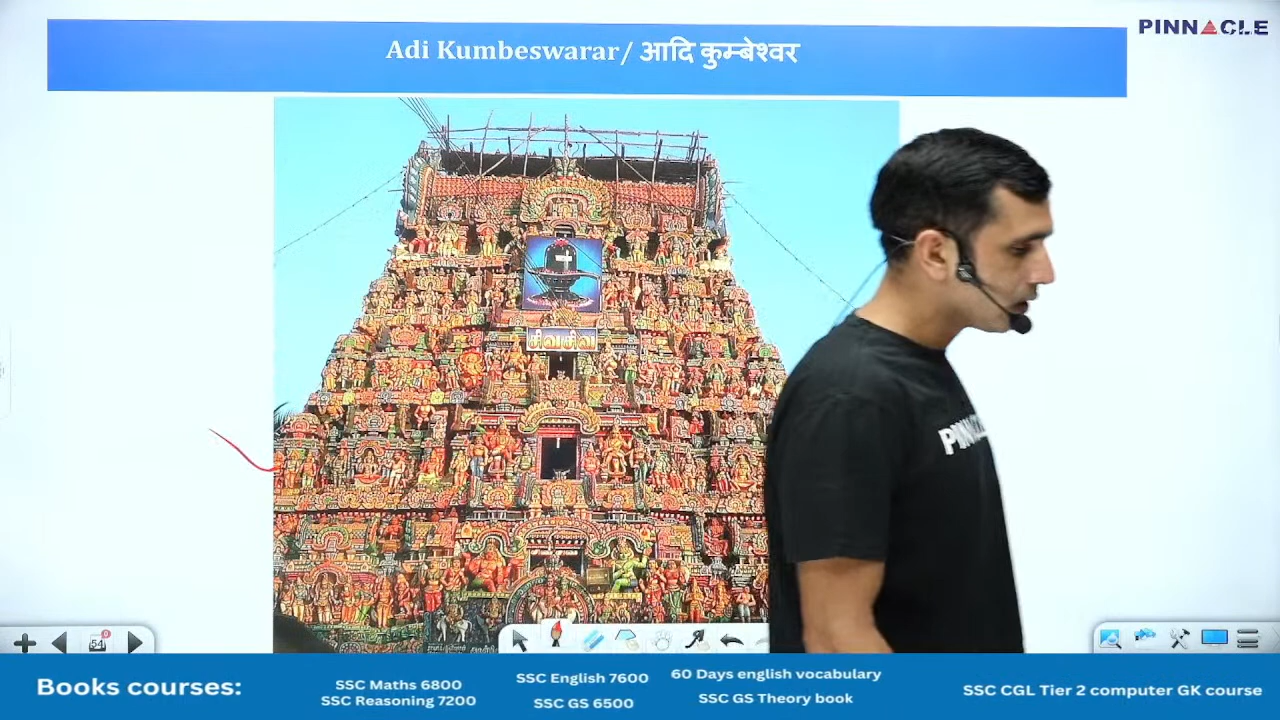 PINNACLE
Adi Kumbeswarar/ आदि कुम्बेश्वर
54
Books courses:
SSC Maths 6800
SSC Reasoning 7200
SSC English 7600
SSC GS 6500
60 Days english vocabulary
SSC GS Theory book
SSC CGL Tier 2 computer GK course